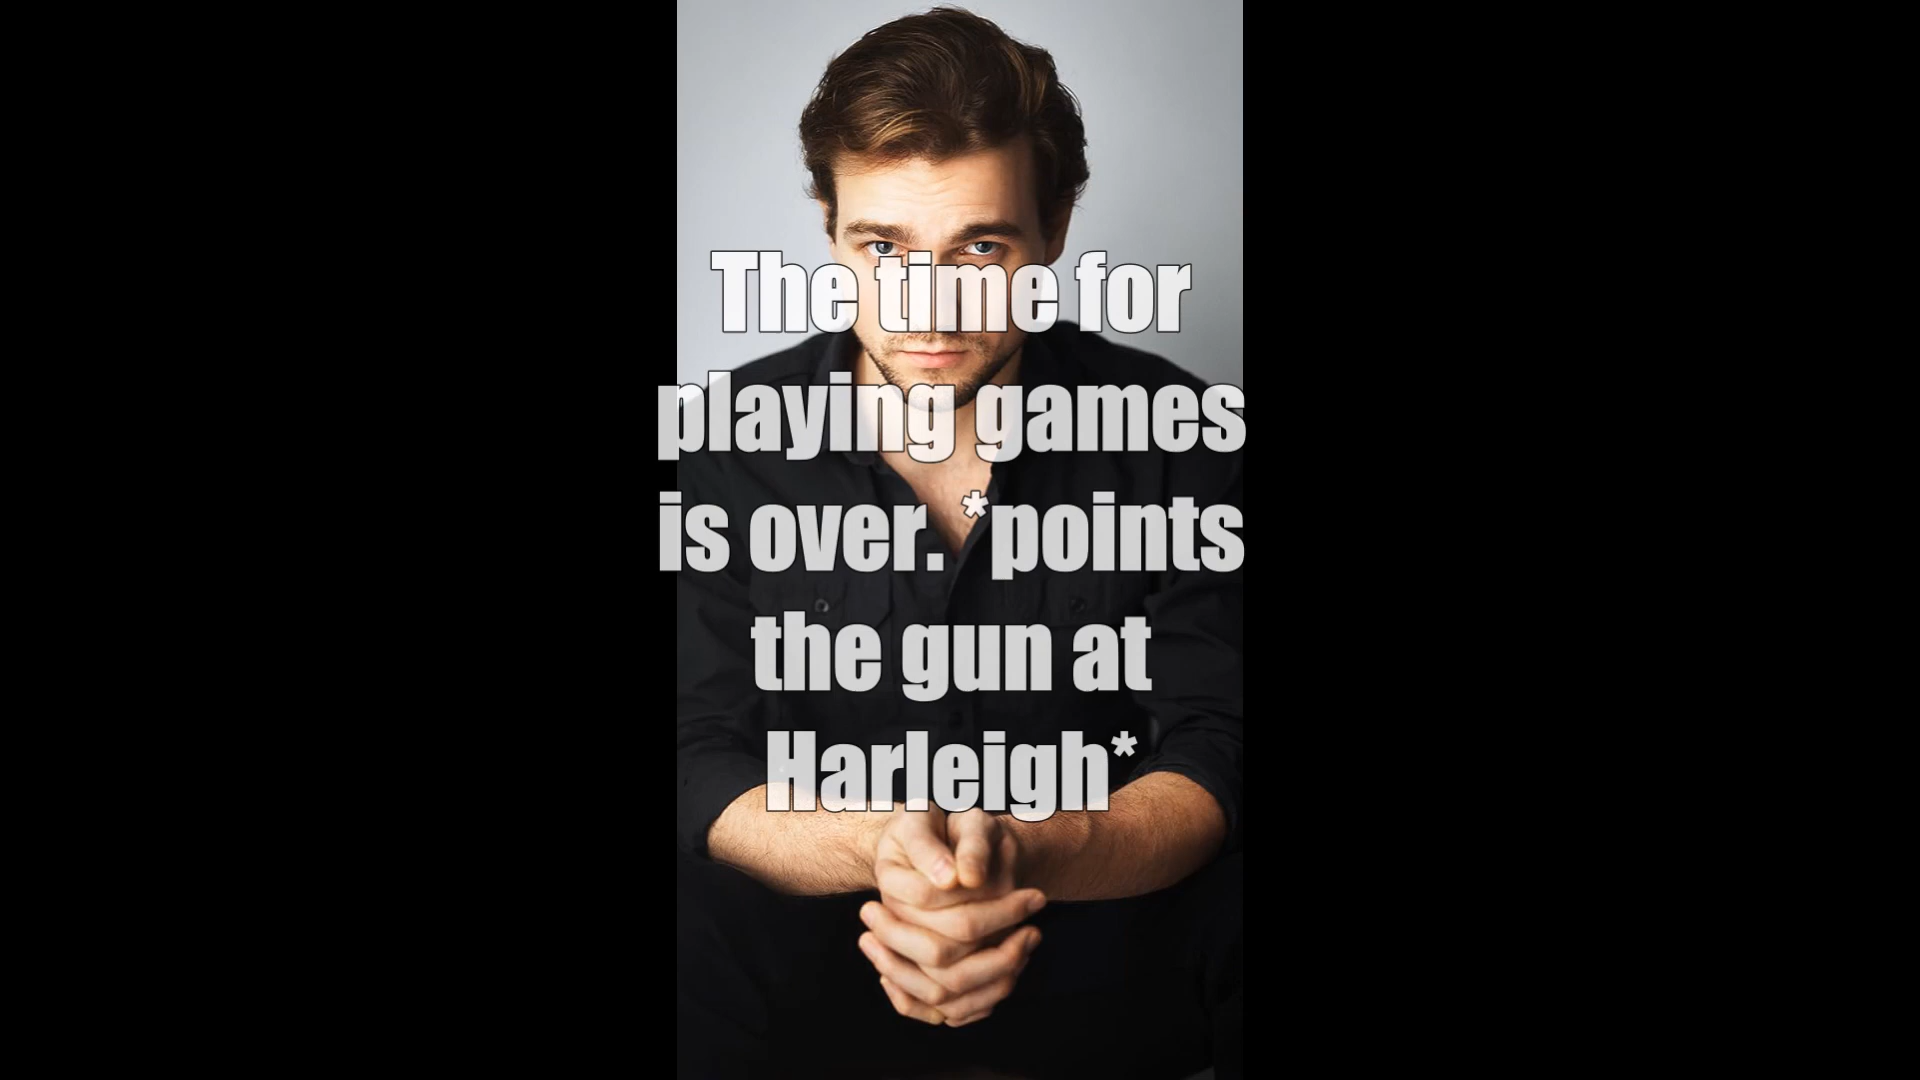 The time for
playing games
is over. *points
the gun at
Harleigh*